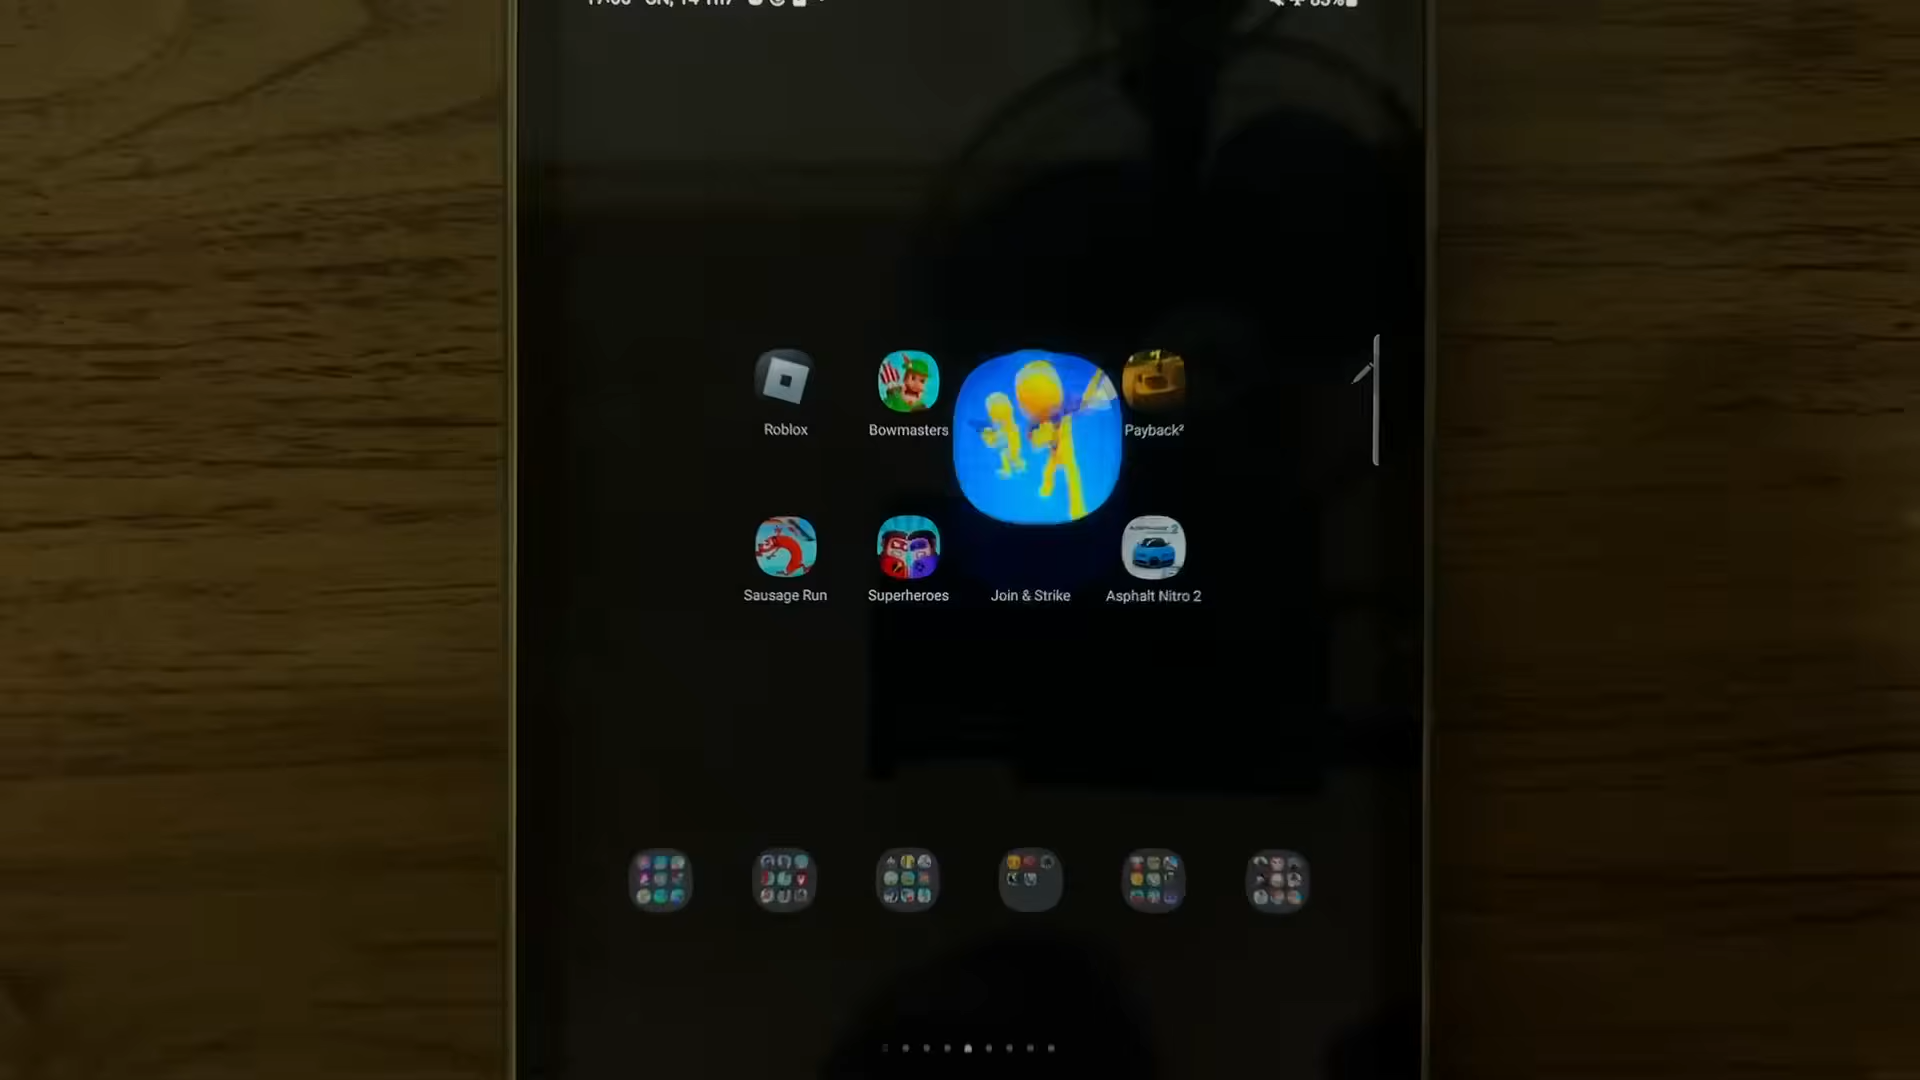 Roblox
Bowmasters
Payback²
Sausage Run
Superheroes
Join & Strike
Asphalt Nitro 2